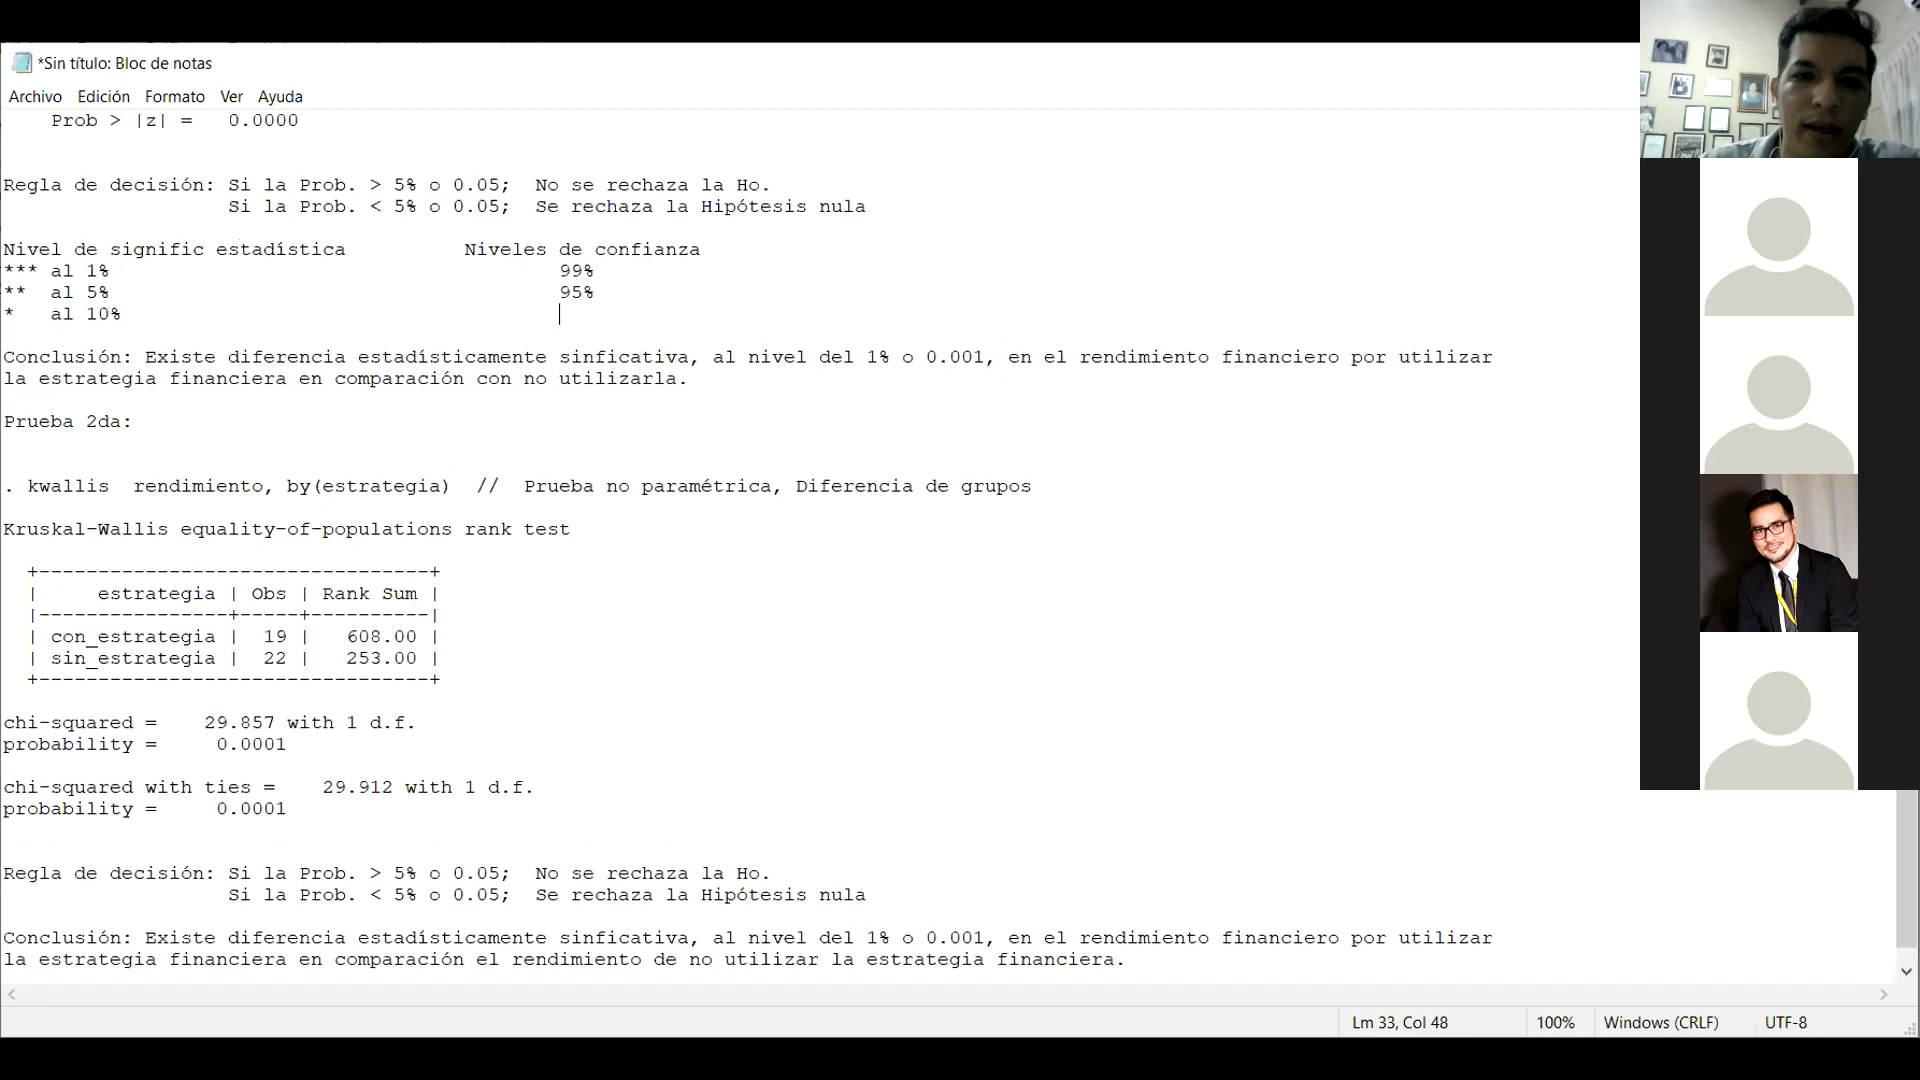 *Sin título: Bloc de notas
Archivo Edición Formato Ver Ayuda
Prob > |z| = 0.0000
Regla de decisión: Si la Prob. > 5% o 0.05; No se rechaza la Ho.
Si la Prob. < 5% o 0.05; Se rechaza la Hipótesis nula
Nivel de signific estadística Niveles de confianza
*** al 1% 99%
** al 5% 95%
* al 10%
Conclusión: Existe diferencia estadísticamente sinficativa, al nivel del 1% o 0.001, en el rendimiento financiero por utilizar
la estrategia financiera en comparación con no utilizarla.
Prueba 2da:
. kwallis rendimiento, by(estrategia) // Prueba no paramétrica, Diferencia de grupos
Kruskal-Wallis equality-of-populations rank test
+---------------------------------+
| estrategia | Obs | Rank Sum |
|----------------+-----+----------|
| con_estrategia | 19 | 608.00 |
| sin_estrategia | 22 | 253.00 |
+---------------------------------+
chi-squared = 29.857 with 1 d.f.
probability = 0.0001
chi-squared with ties = 29.912 with 1 d.f.
probability = 0.0001
Regla de decisión: Si la Prob. > 5% o 0.05; No se rechaza la Ho.
Si la Prob. < 5% o 0.05; Se rechaza la Hipótesis nula
Conclusión: Existe diferencia estadísticamente sinficativa, al nivel del 1% o 0.001, en el rendimiento financiero por utilizar
la estrategia financiera en comparación el rendimiento de no utilizar la estrategia financiera.
Lm 33, Col 48 100% Windows (CRLF) UTF-8